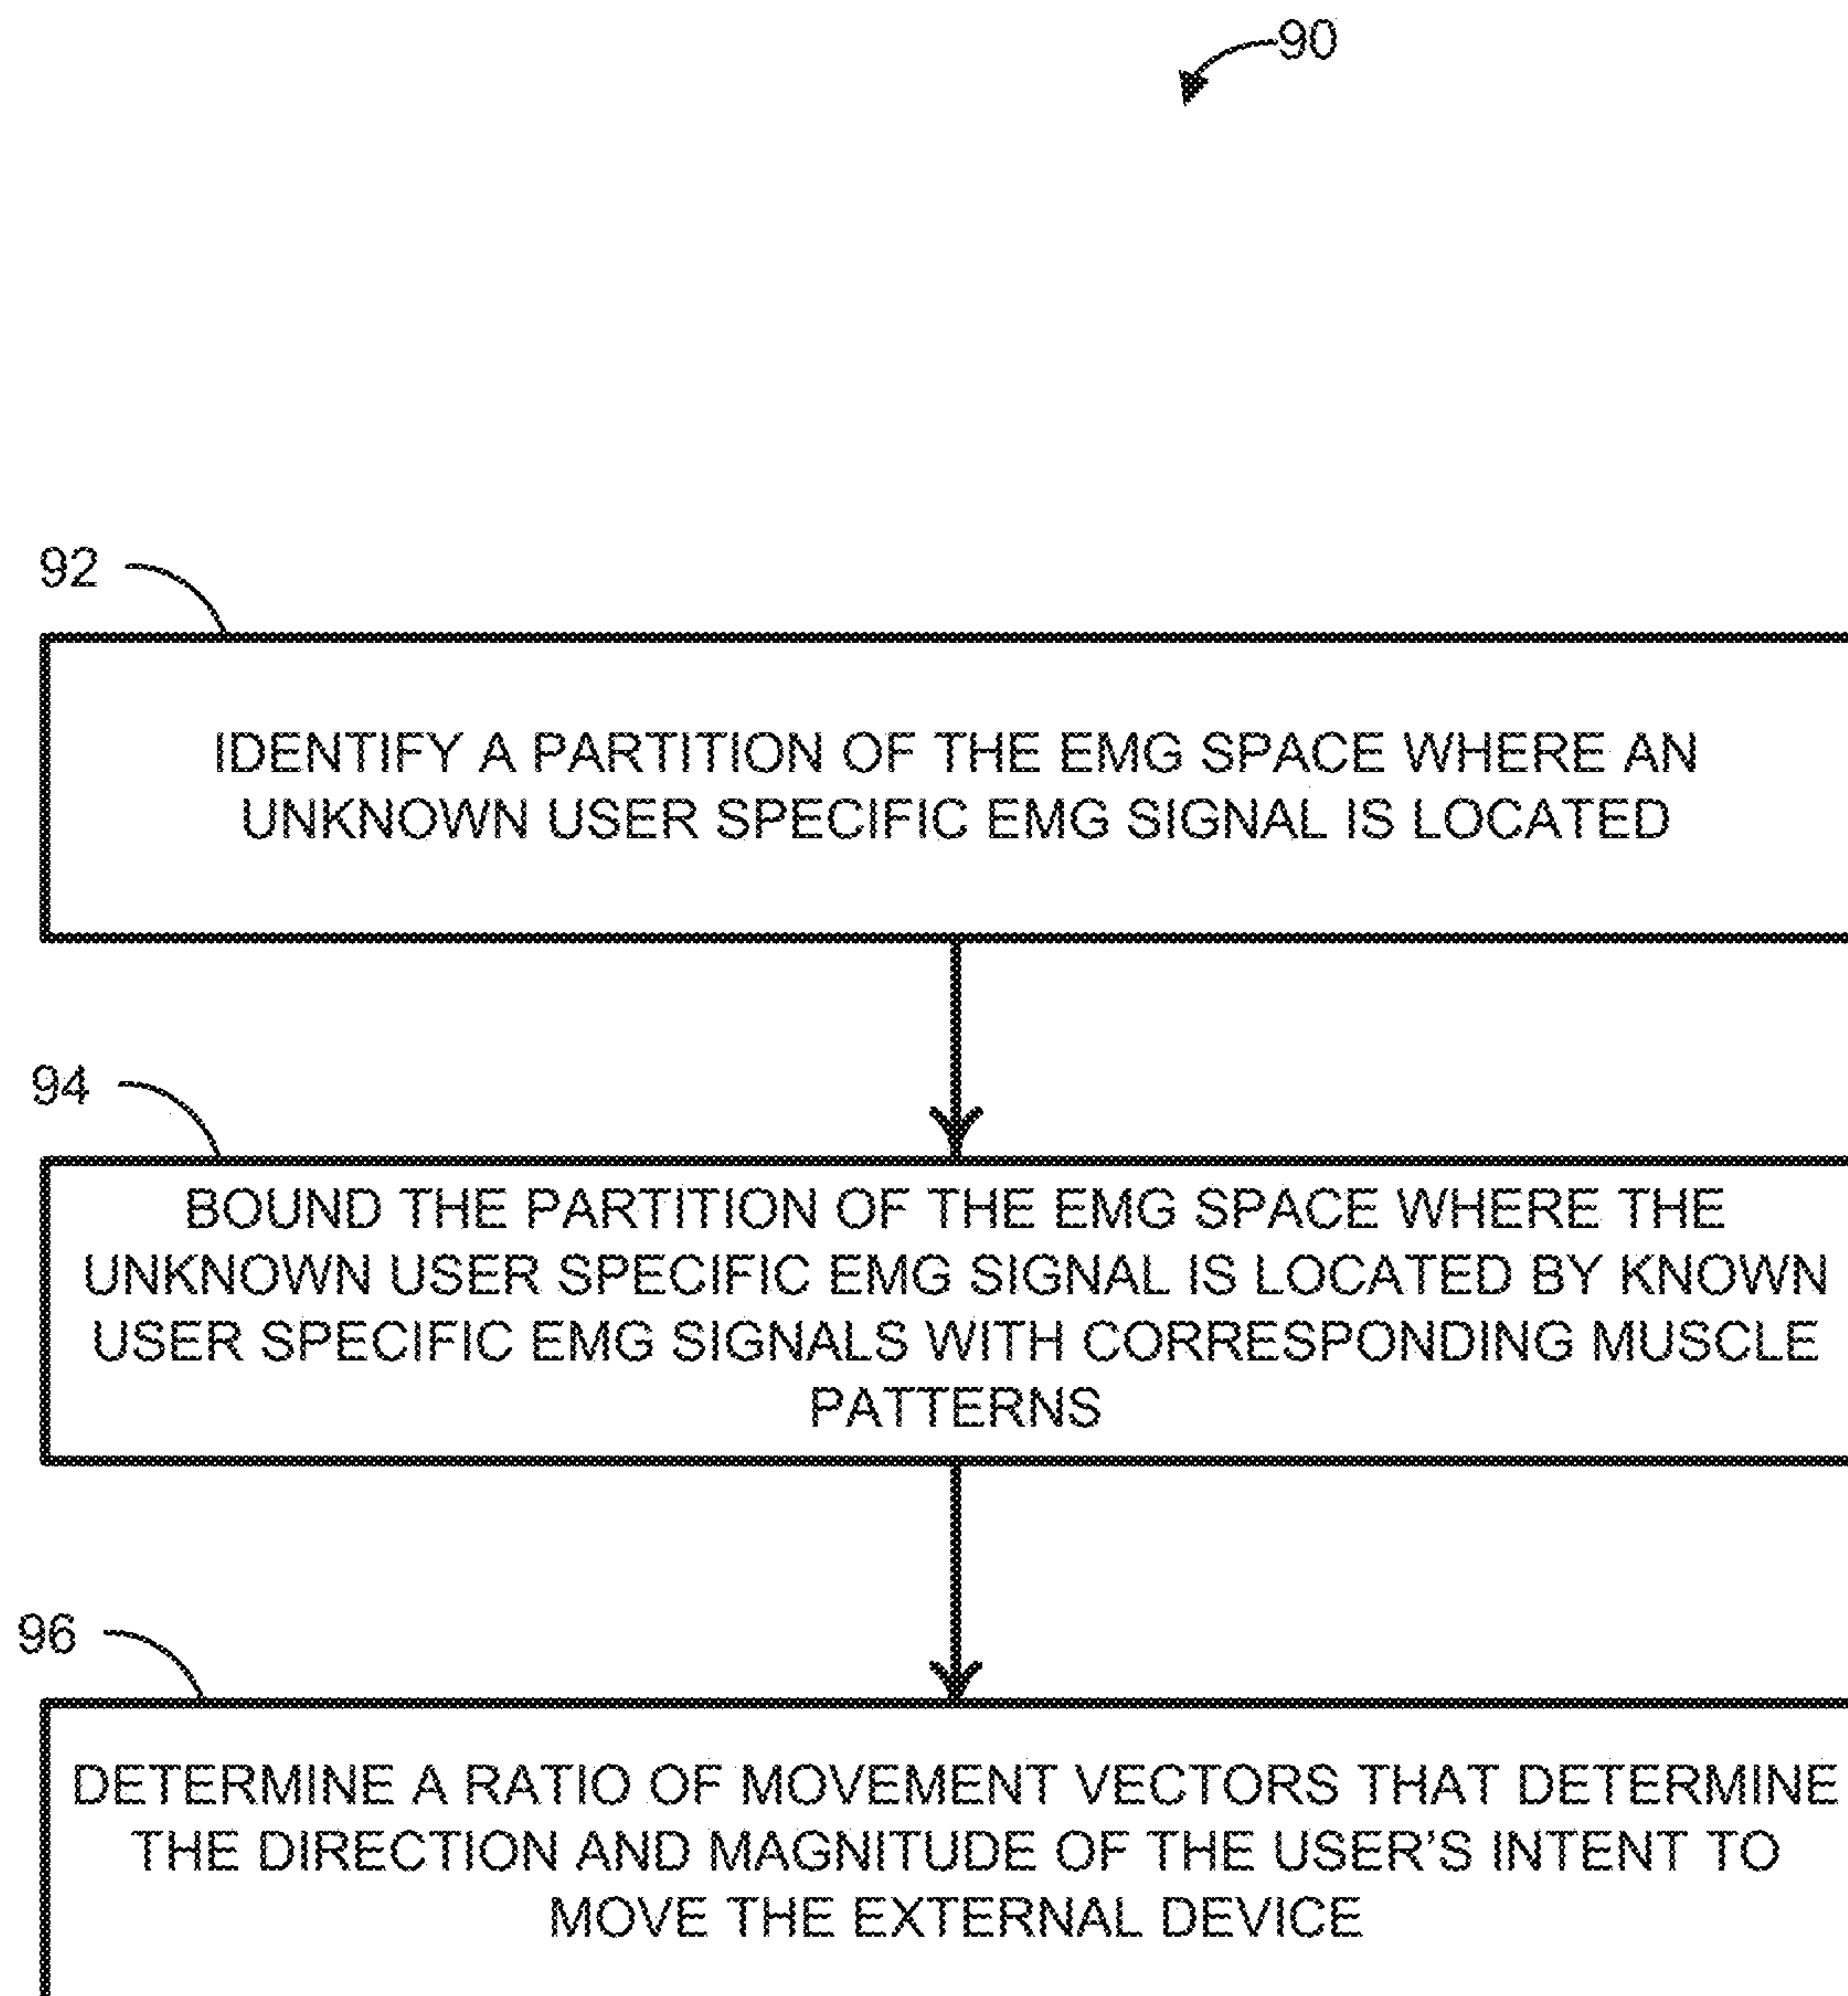 90
92
IDENTIFY A PARTITION OF THE EMG SPACE WHERE AN
UNKNOWN USER SPECIFIC EMG SIGNAL IS LOCATED
94
BOUND THE PARTITION OF THE EMG SPACE WHERE THE
UNKNOWN USER SPECIFIC EMG SIGNAL IS LOCATED BY KNOWN
USER SPECIFIC EMG SIGNALS WITH CORRESPONDING MUSCLE
PATTERNS
96
DETERMINE A RATIO OF MOVEMENT VECTORS THAT DETERMINE
THE DIRECTION AND MAGNITUDE OF THE USER'S INTENT TO
MOVE THE EXTERNAL DEVICE